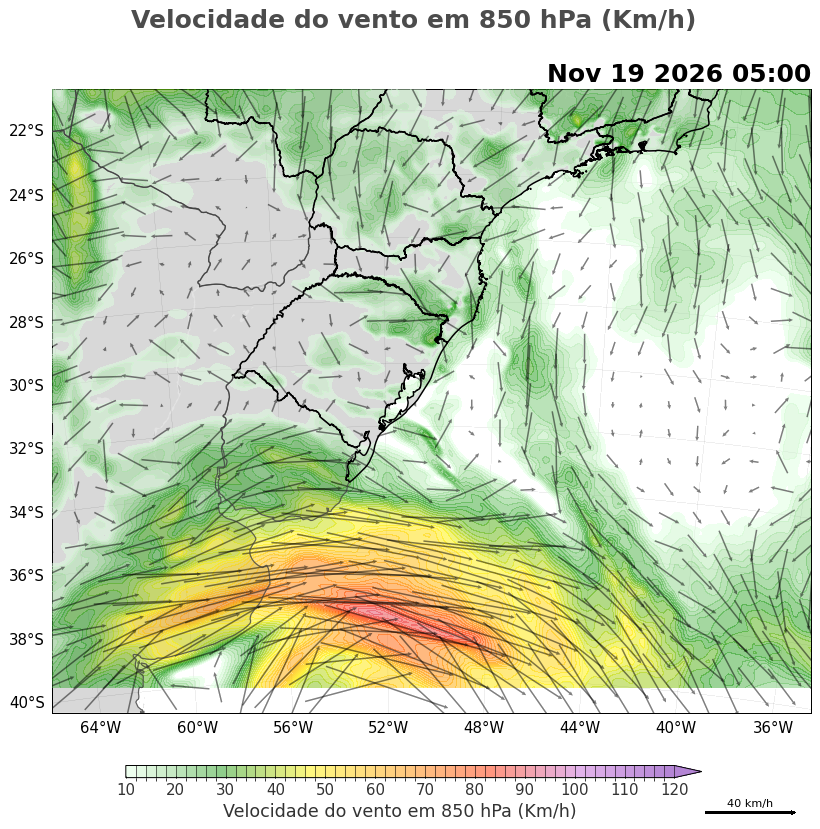 Velocidade do vento em 850 hPa (Km/h)
Nov 19 2026 05:00
22°S
24°S
26°S
28°S
30°S
32°S
34°S
36°S
38°S
40°S
64°W 60°W 56°W 52°W 48°W 44°W 40°W 36°W
10 20 30 40 50 60 70 80 90 100 110 120
Velocidade do vento em 850 hPa (Km/h)
40 km/h